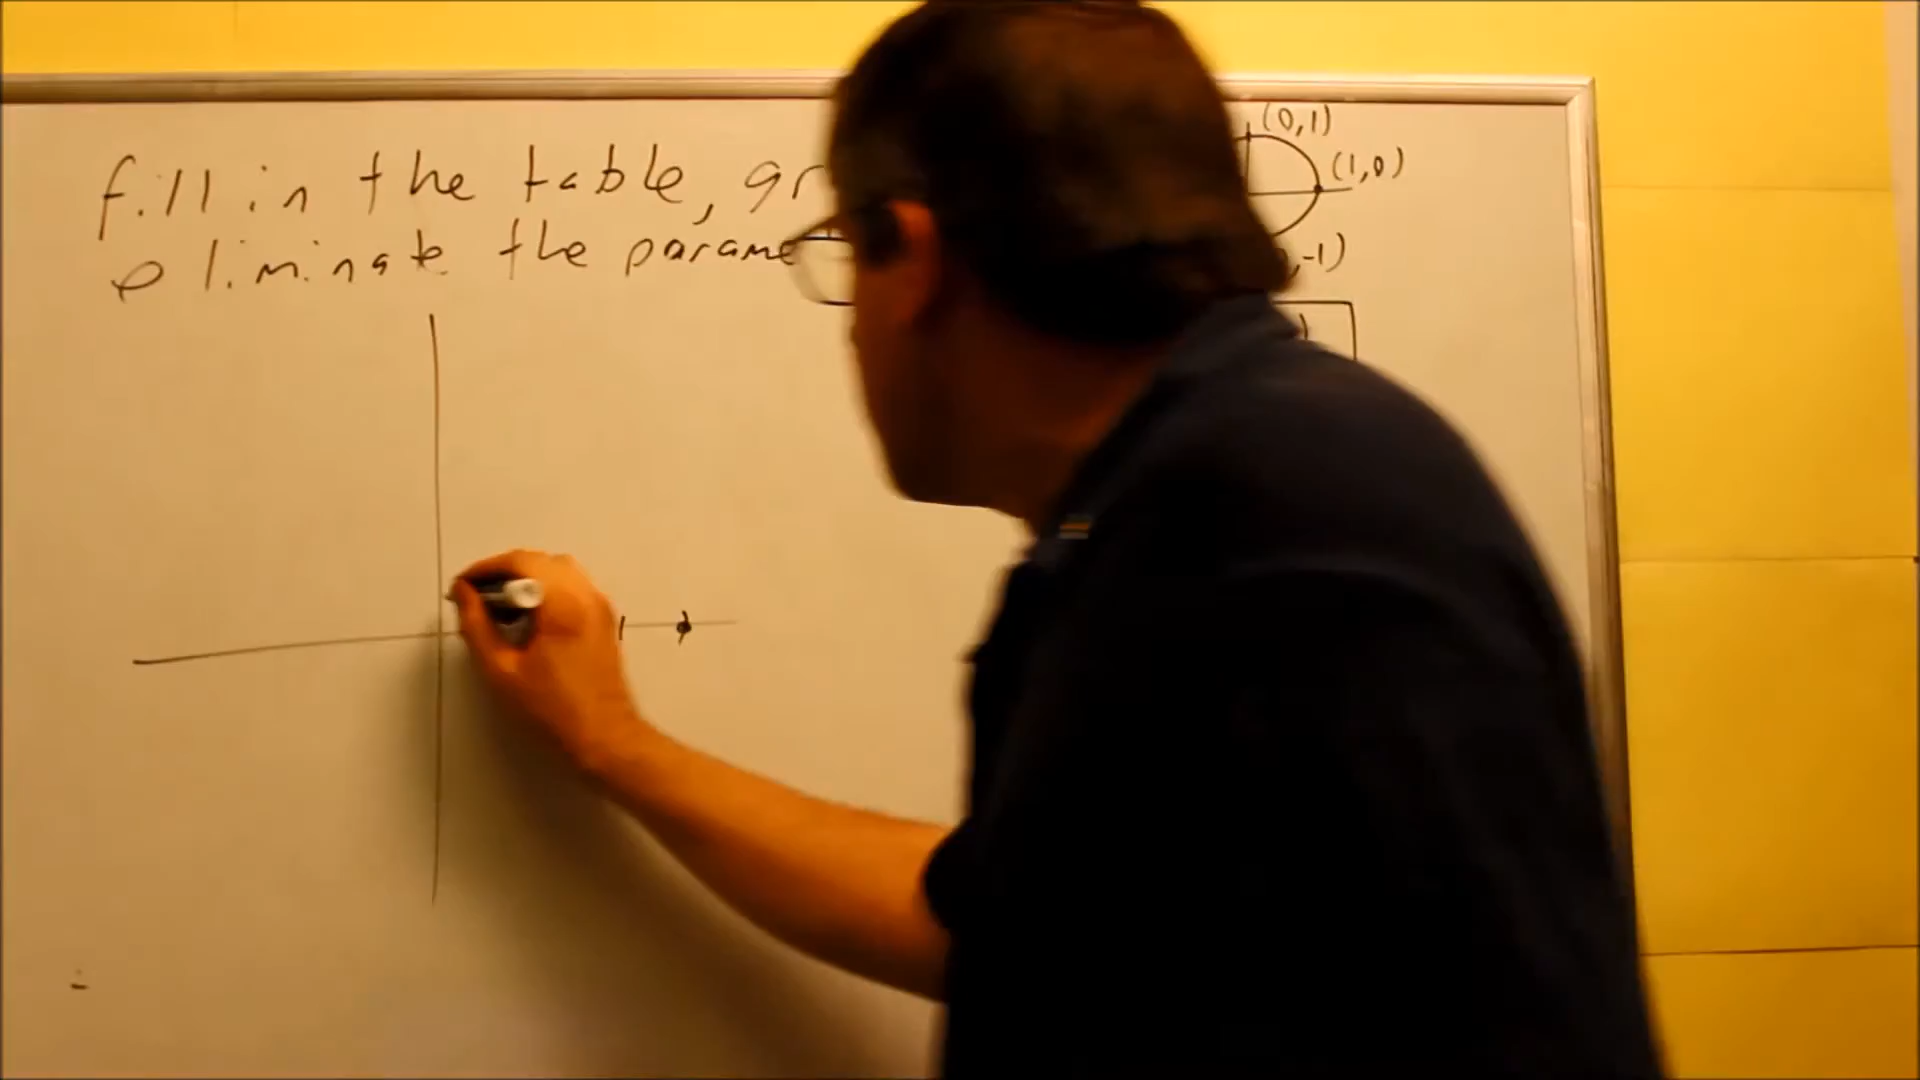 fill in the table, gr
eliminate the parame
(0,1)
(1,0)
,-1)